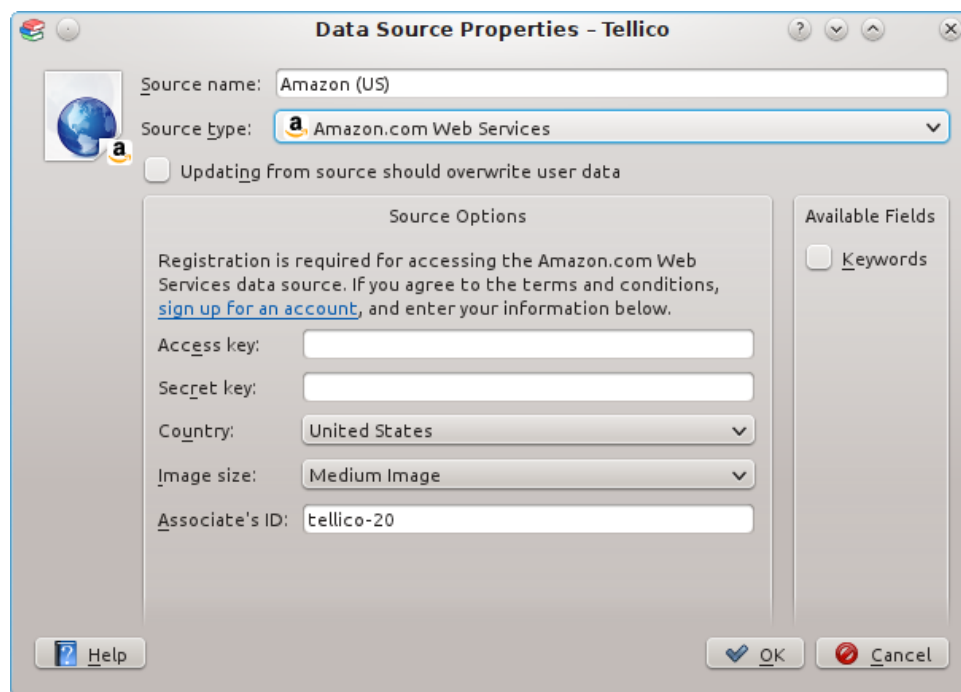 Data Source Properties – Tellico
Source name: Amazon (US)
Source type: Amazon.com Web Services
Updating from source should overwrite user data
Source Options
Available Fields
Registration is required for accessing the Amazon.com Web
Services data source. If you agree to the terms and conditions,
sign up for an account, and enter your information below.
Keywords
Access key:
Secret key:
Country: United States
Image size: Medium Image
Associate's ID: tellico-20
Help
OK
Cancel